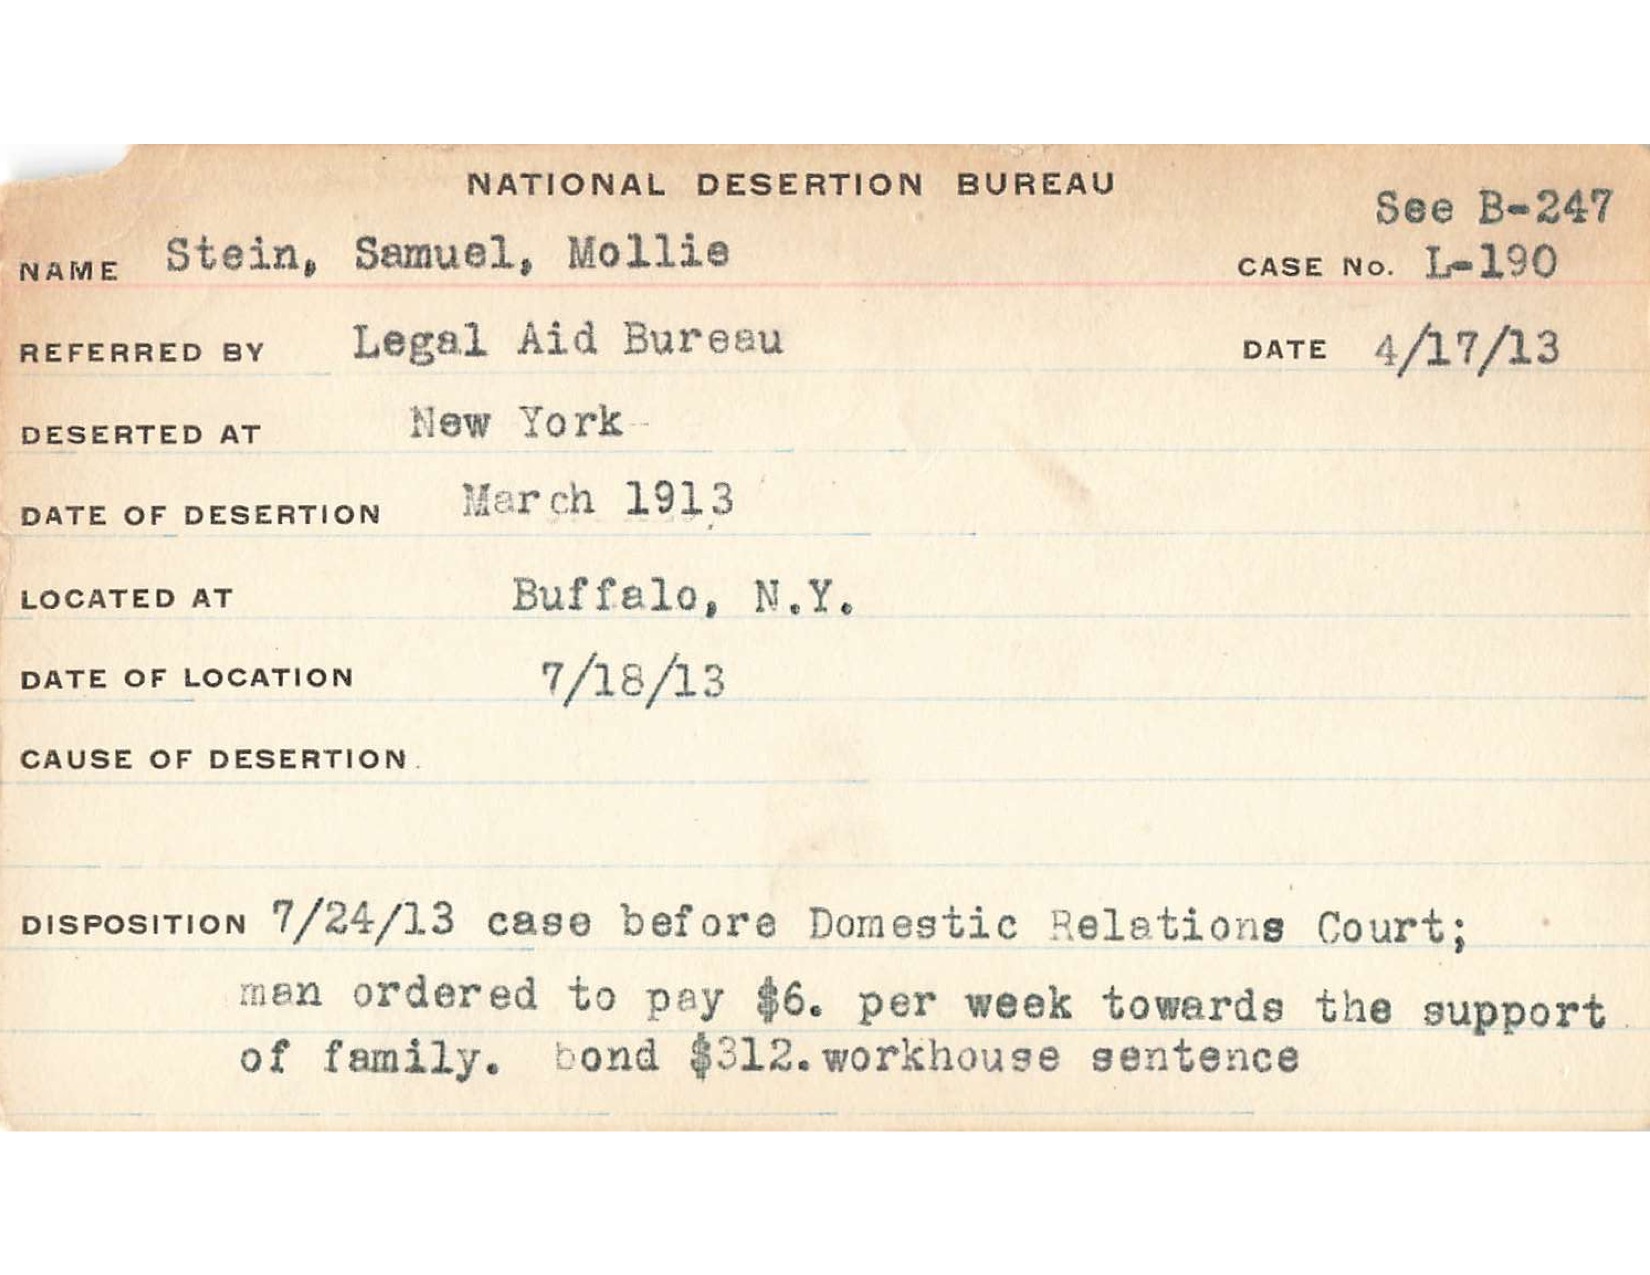 NATIONAL DESERTION BUREAU
See B-247
NAME Stein, Samuel, Mollie CASE No. L-190
REFERRED BY Legal Aid Bureau DATE 4/17/13
DESERTED AT New York
DATE OF DESERTION March 1913
LOCATED AT Buffalo, N.Y.
DATE OF LOCATION 7/18/13
CAUSE OF DESERTION
DISPOSITION 7/24/13 case before Domestic Relations Court;
man ordered to pay $6. per week towards the support
of family. bond $312.workhouse sentence